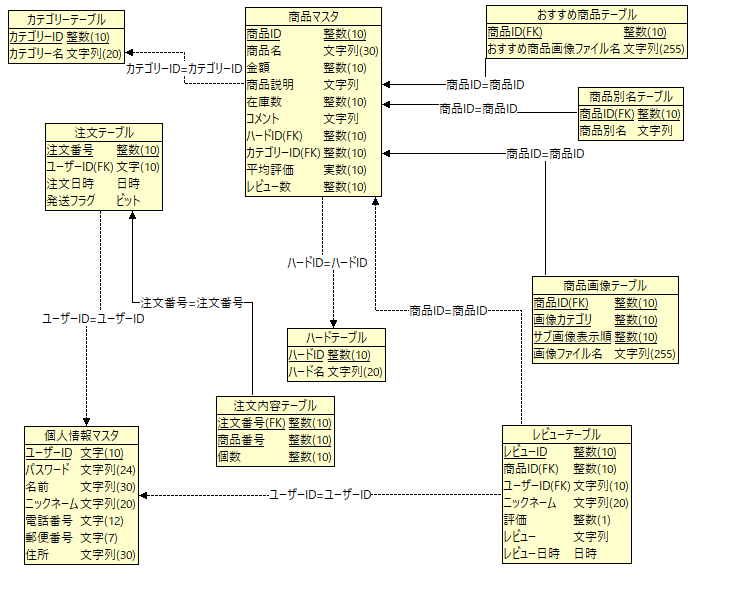 カテゴリーテーブル
カテゴリーID 整数(10)
カテゴリー名 文字列(20)
商品マスタ
商品ID 整数(10)
商品名 文字列(30)
金額 整数(10)
商品説明 文字列
在庫数 整数(10)
コメント 文字列
ハードID(FK) 整数(10)
カテゴリーID(FK) 整数(10)
平均評価 実数(10)
レビュー数 整数(10)
おすすめ商品テーブル
商品ID(FK) 整数(10)
おすすめ商品画像ファイル名 文字列(255)
カテゴリーID=カテゴリーID
商品ID=商品ID
商品ID=商品ID
商品別名テーブル
商品ID(FK) 整数(10)
商品別名 文字列
注文テーブル
注文番号 整数(10)
ユーザーID(FK) 文字(10)
注文日時 日時
発送フラグ ビット
商品ID=商品ID
ハードID=ハードID
商品画像テーブル
商品ID(FK) 整数(10)
画像カテゴリ 整数(10)
サブ画像表示順 整数(10)
画像ファイル名 文字列(255)
注文番号=注文番号
商品ID=商品ID
ユーザーID=ユーザーID
ハードテーブル
ハードID 整数(10)
ハード名 文字列(20)
注文内容テーブル
注文番号(FK) 整数(10)
商品番号 整数(10)
個数 整数(10)
個人情報マスタ
ユーザーID 文字(10)
パスワード 文字列(24)
名前 文字列(30)
ニックネーム 文字列(20)
電話番号 文字(12)
郵便番号 文字(7)
住所 文字列(30)
ユーザーID=ユーザーID
レビューテーブル
レビューID 整数(10)
商品ID(FK) 整数(10)
ユーザーID(FK) 文字列(10)
ニックネーム 文字列(20)
評価 整数(1)
レビュー 文字列
レビュー日時 日時